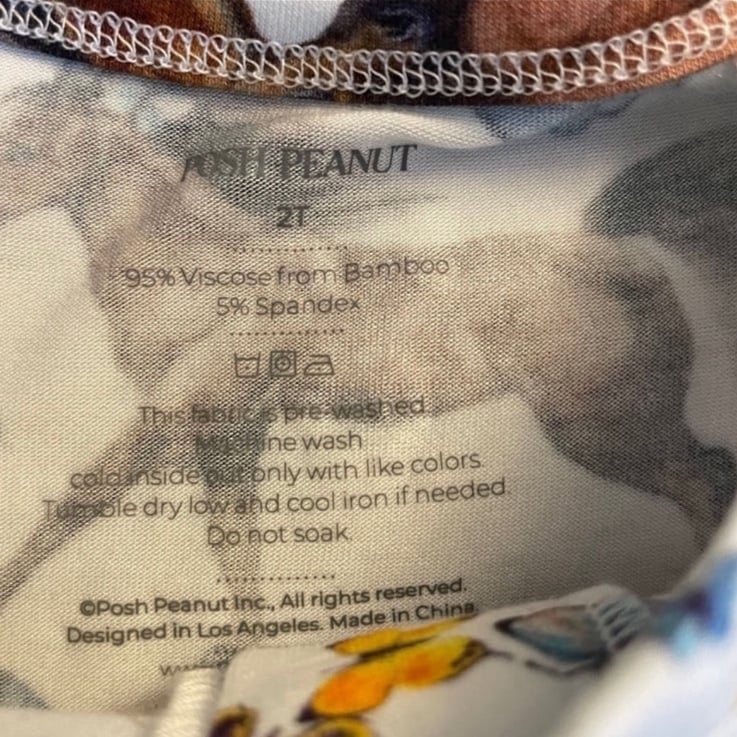 POSH PEANUT
2T
95% Viscose from Bamboo
5% Spandex
This fabric is pre-washed.
Machine wash
cold inside out only with like colors.
Tumble dry low and cool iron if needed.
Do not soak.
©Posh Peanut Inc., All rights reserved.
Designed in Los Angeles. Made in China.